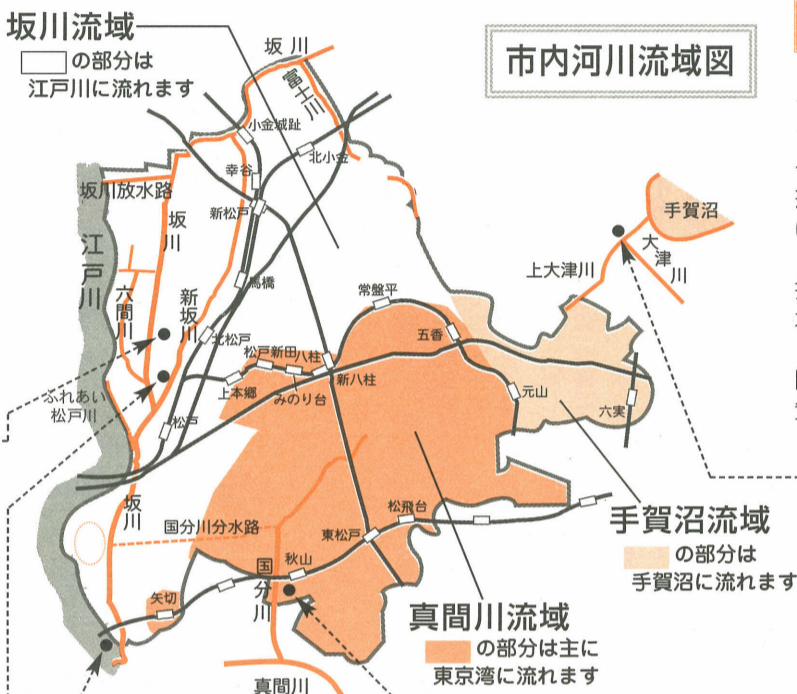 市内河川流域図
坂川流域
の部分は
江戸川に流れます
坂川
富士川
小金城趾
北小金
幸谷
新松戸
坂川放水路
坂川
江戸川
六間川
新坂川
馬橋
北松戸
ふれあい
松戸川
松戸
上本郷
松戸新田
みのり台
八柱
新八柱
常盤平
五香
元山
六実
手賀沼
大津川
上大津川
坂川
国分川分水路
国分川
秋山
東松戸
松飛台
矢切
真間川
手賀沼流域
の部分は
手賀沼に流れます
真間川流域
の部分は主に
東京湾に流れます